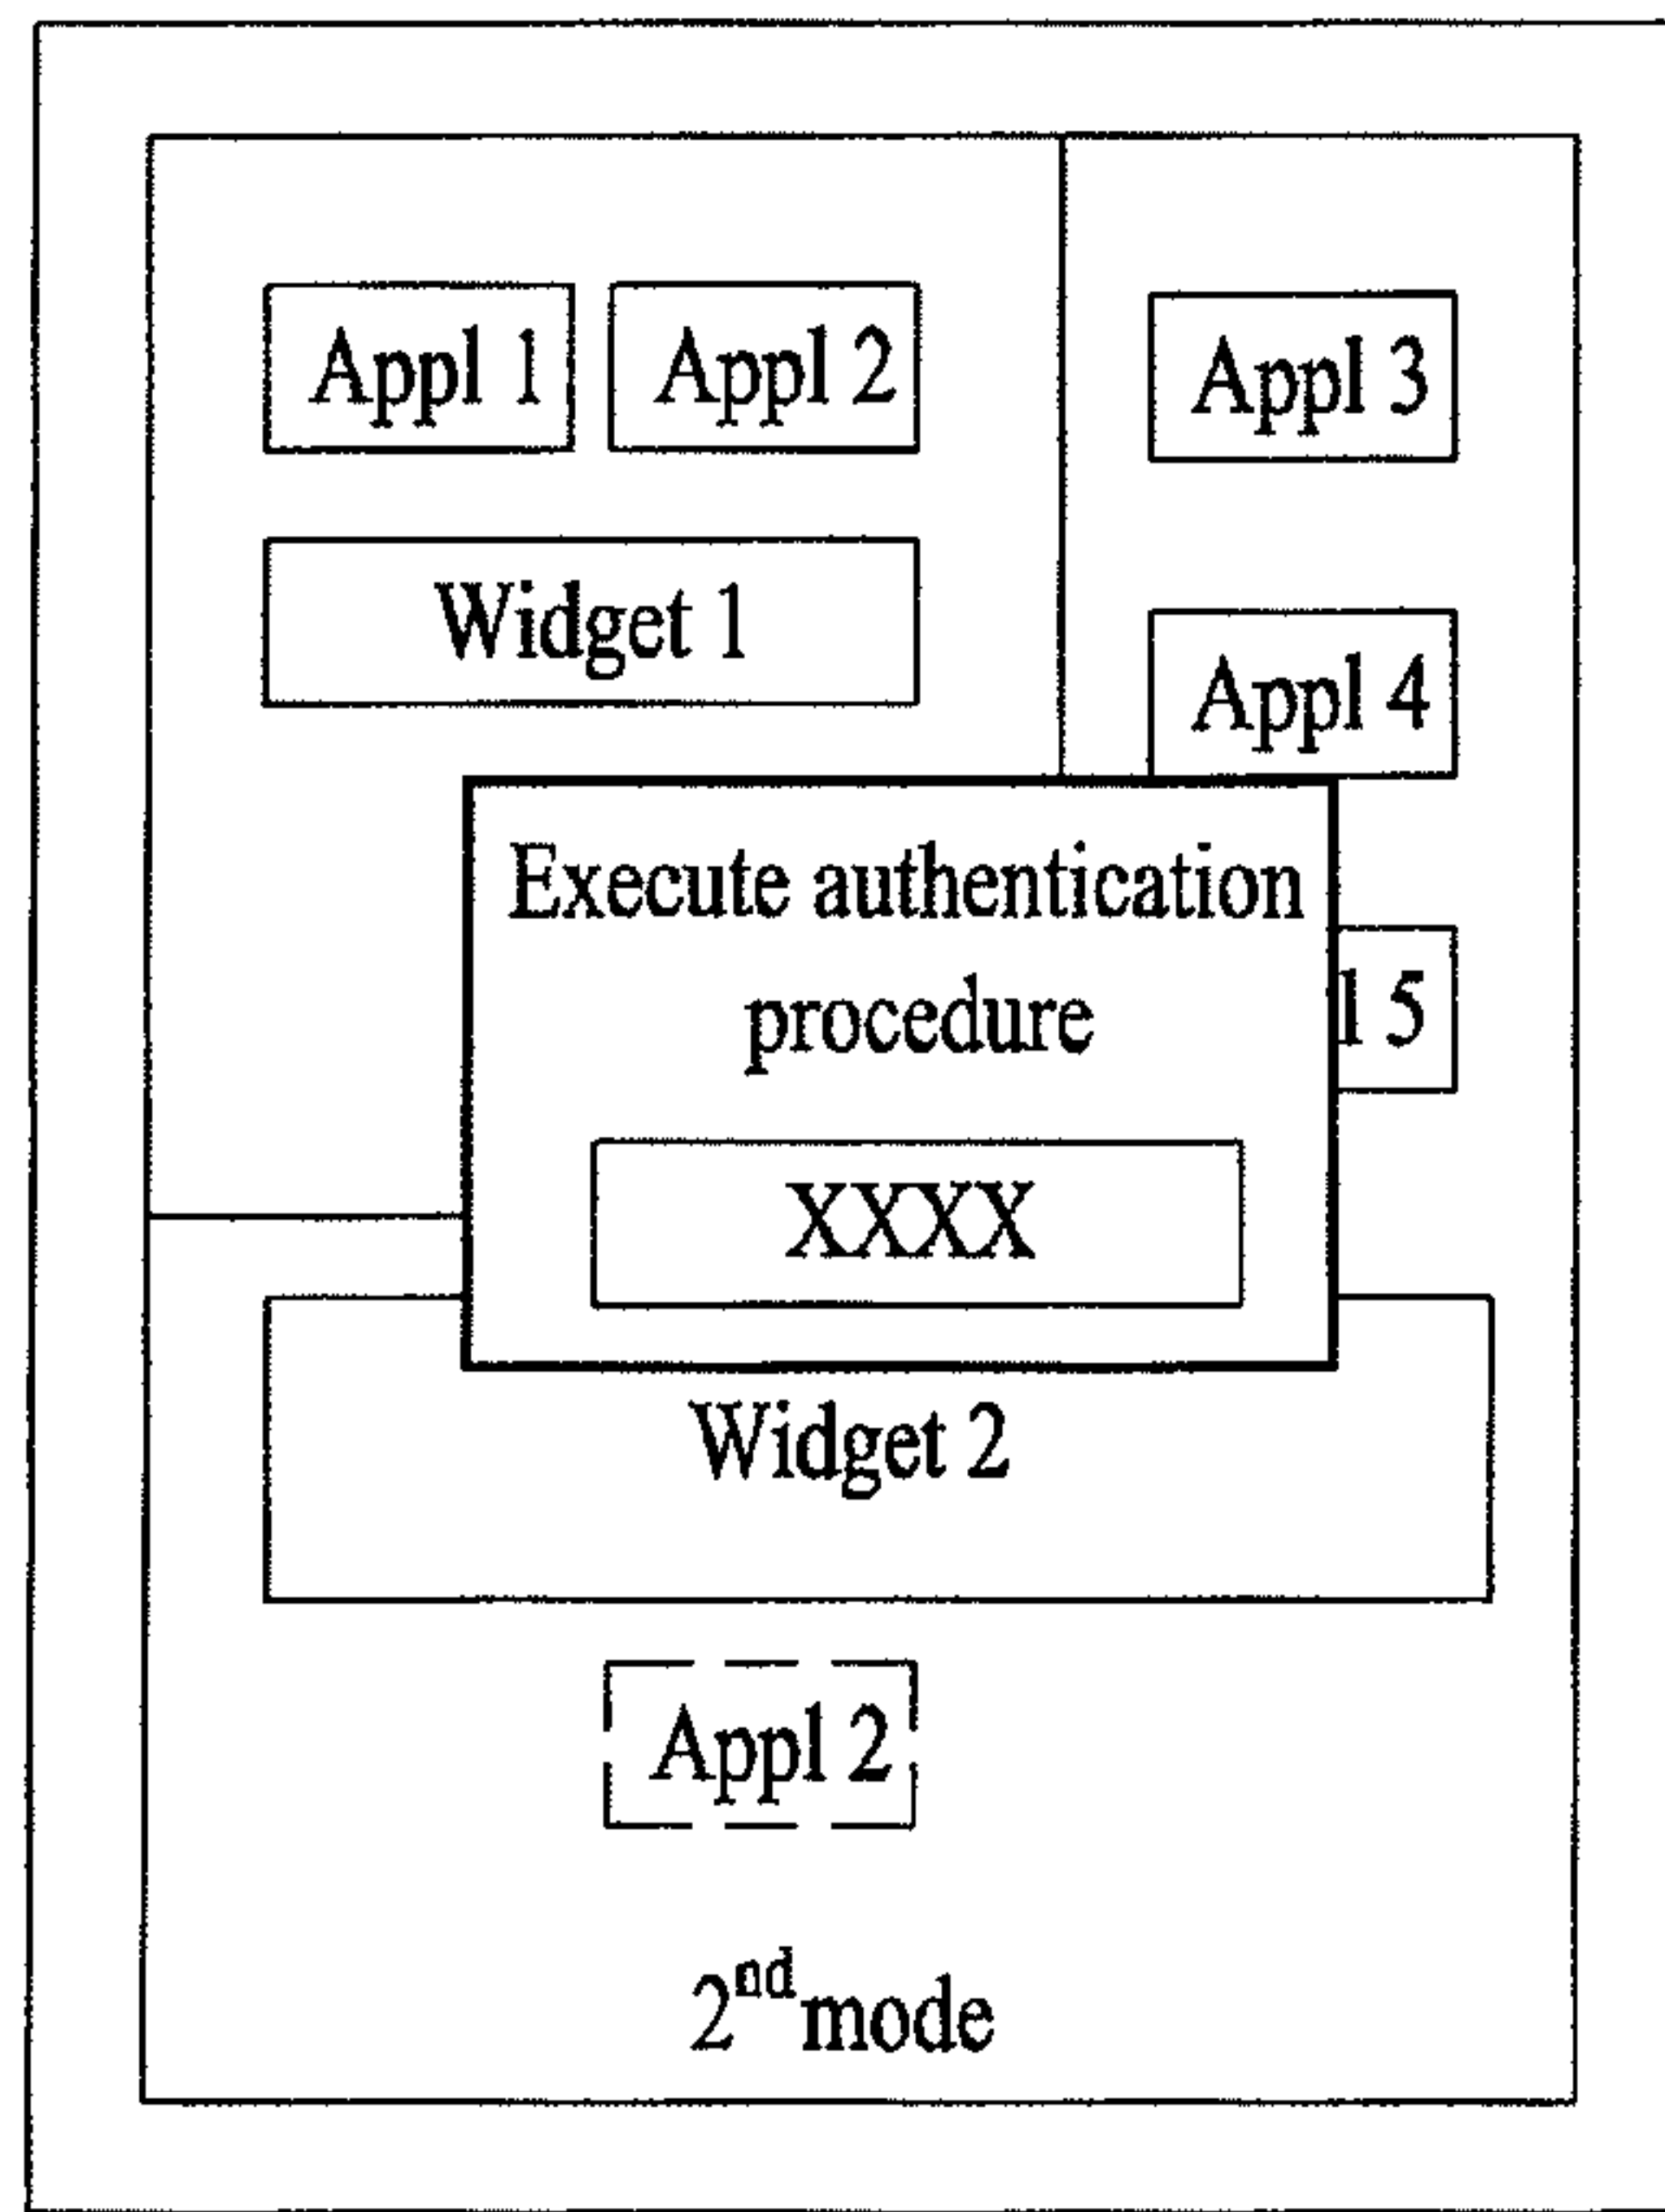 Appl 1 Appl 2 Appl 3
Widget 1
Appl 4
Execute authentication
procedure
l 5
XXXX
Widget 2
Appl 2
2nd mode